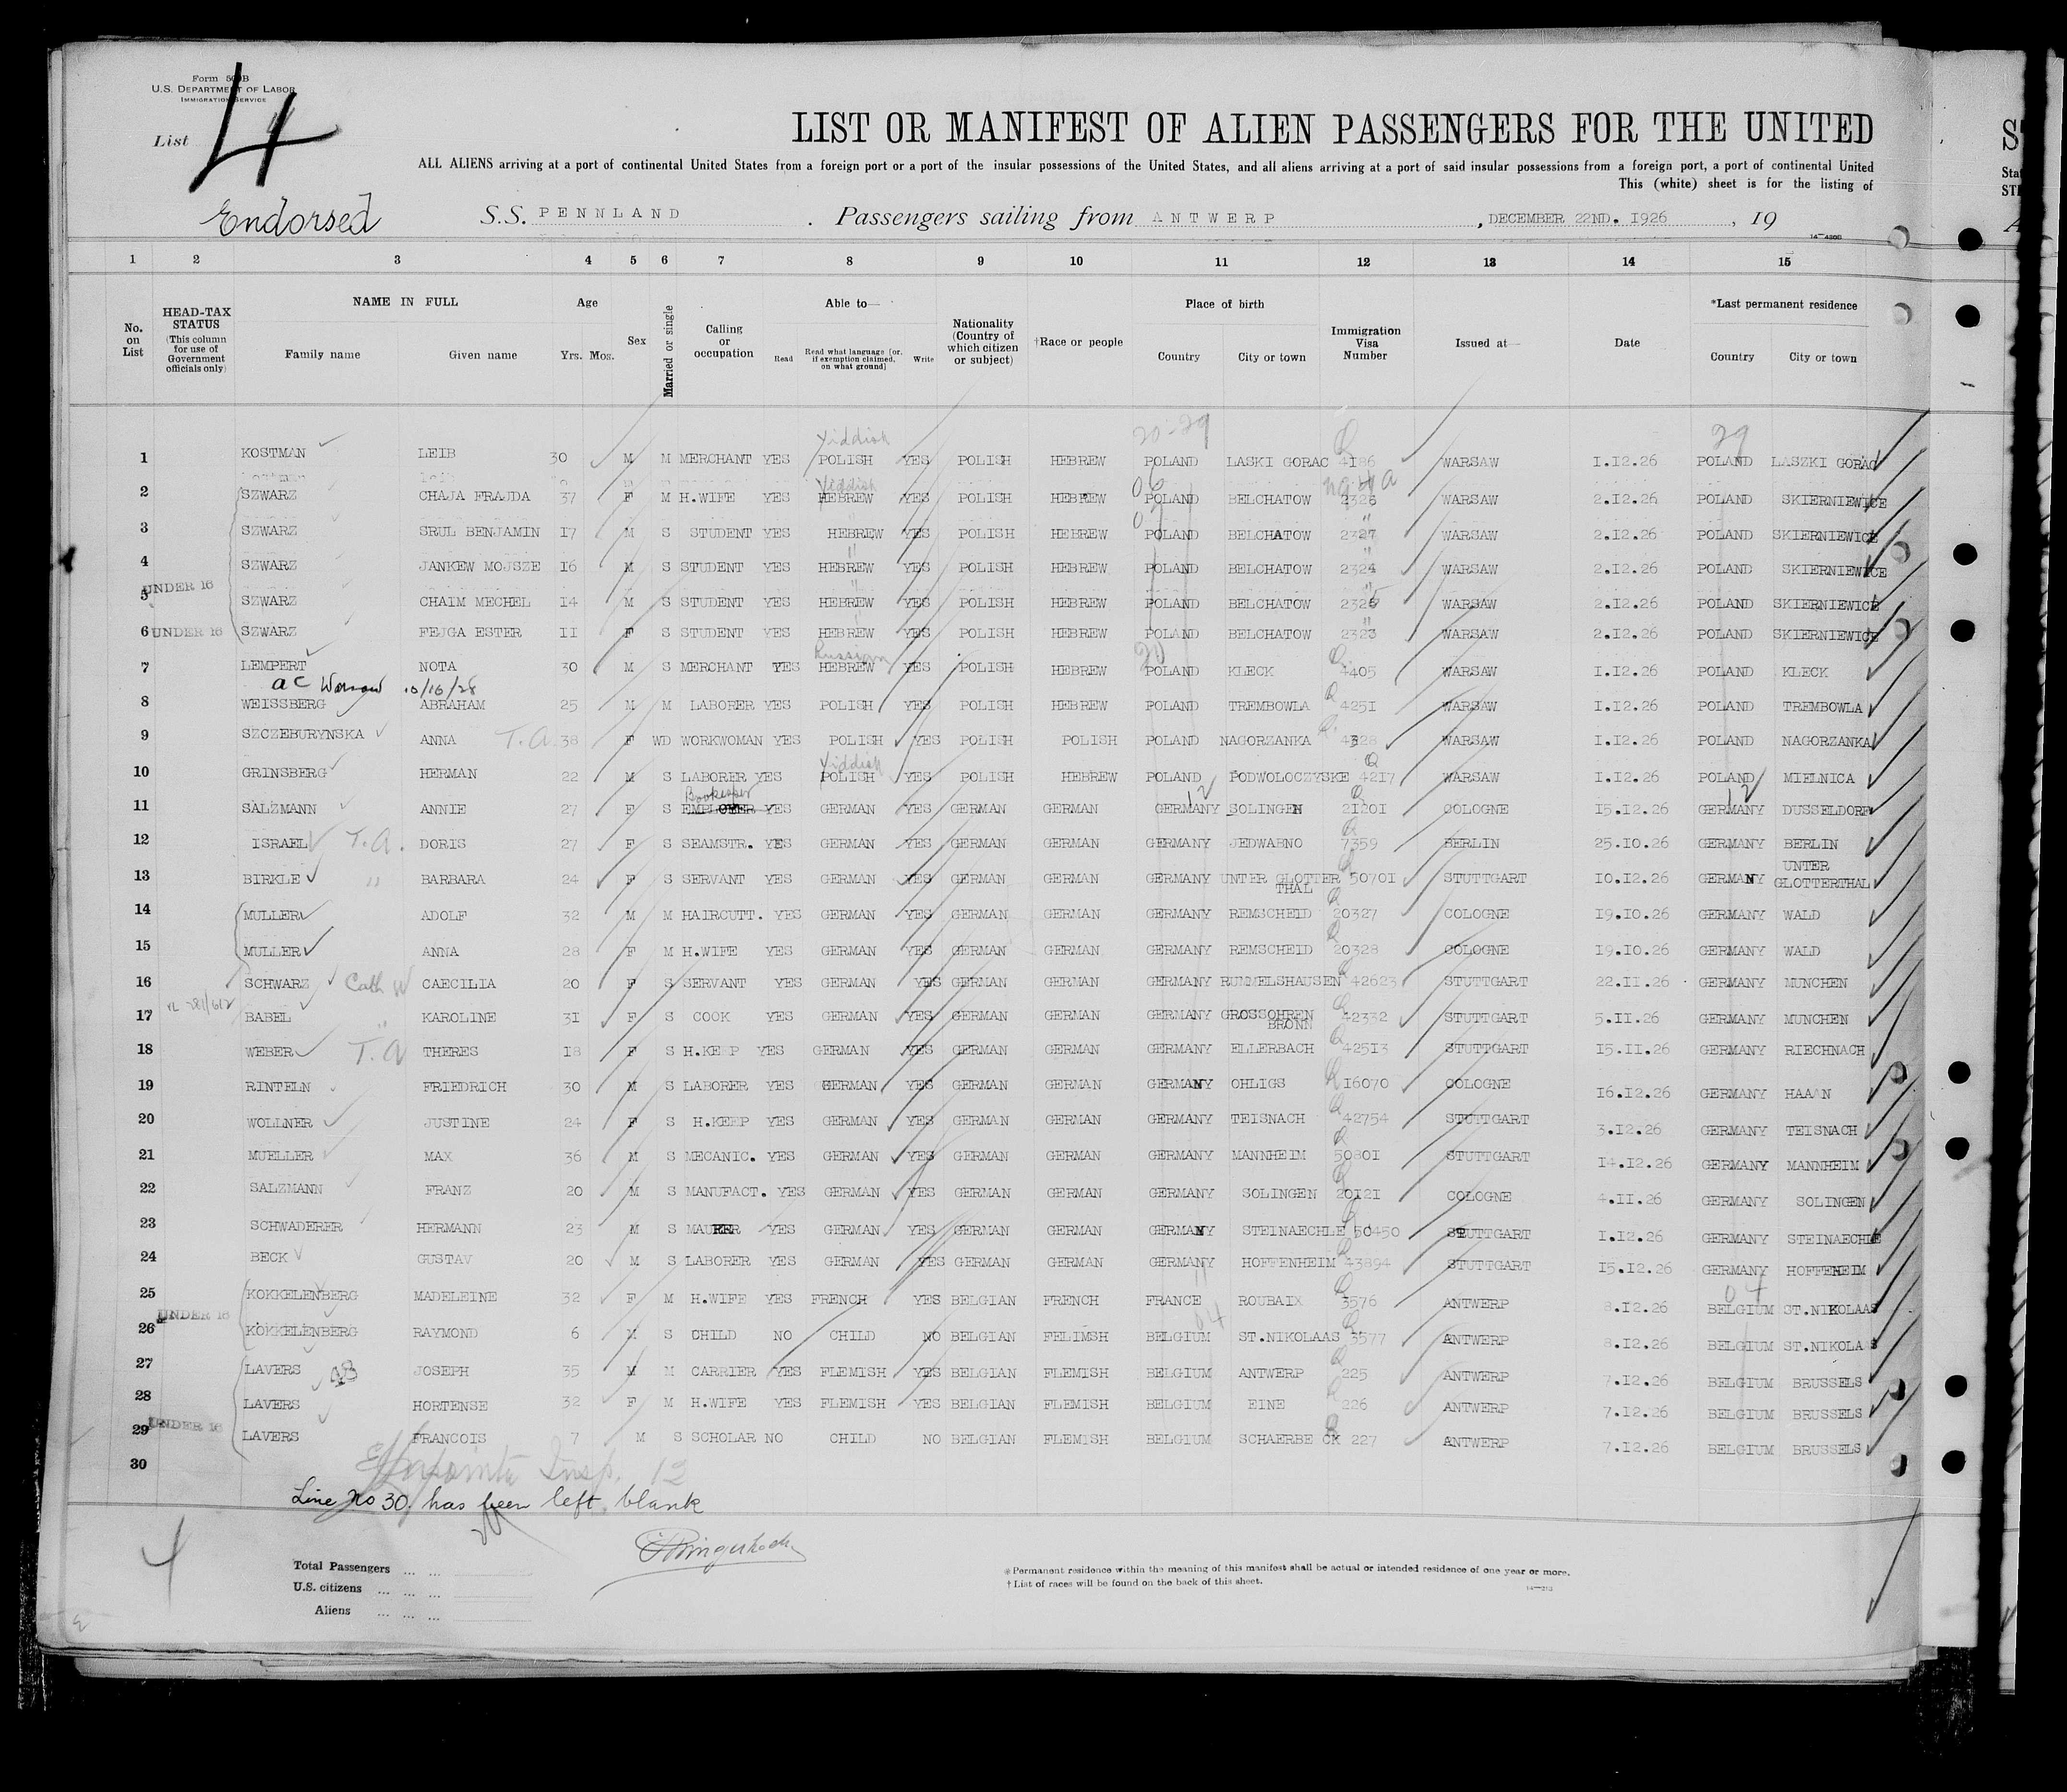 Form 500B
U.S. DEPARTMENT OF LABOR
IMMIGRATION SERVICE
List 4
LIST OR MANIFEST OF ALIEN PASSENGERS FOR THE UNITED
ALL ALIENS arriving at a port of continental United States from a foreign port or a port of the insular possessions of the United States, and all aliens arriving at a port of said insular possessions from a foreign port, a port of continental United
This (white) sheet is for the listing of
Endorsed S.S. PENNLAND . Passengers sailing from ANTWERP , DECEMBER 22ND. 1926 , 19
1 2 3 4 5 6 7 8 9 10 11 12 13 14 15
No. on List
HEAD-TAX STATUS (This column for use of Government officials only)
NAME IN FULL Family name Given name
Age Yrs. Mos.
Sex
Married or single
Calling or occupation
Able to— Read Read what language (or, if exemption claimed, on what ground) Write
Nationality (Country of which citizen or subject)
†Race or people
Place of birth Country City or town
Immigration Visa Number
Issued at—
Date
*Last permanent residence Country City or town
20-29 29
Yiddish
1 KOSTMAN LEIB 30 M M MERCHANT YES POLISH YES POLISH HEBREW POLAND LASKI GORAC 4186 WARSAW 1.12.26 POLAND LASZKI GORAC
Yiddish
2 SZWARZ CHAJA FRAJDA 37 F M H.WIFE YES HEBREW YES POLISH HEBREW POLAND BELCHATOW 2326 WARSAW 2.12.26 POLAND SKIERNIEWICE
3 SZWARZ SRUL BENJAMIN 17 M S STUDENT YES HEBREW YES POLISH HEBREW POLAND BELCHATOW 2327 WARSAW 2.12.26 POLAND SKIERNIEWICE
4 SZWARZ JANKEW MOJSZE 16 M S STUDENT YES HEBREW YES POLISH HEBREW POLAND BELCHATOW 2324 WARSAW 2.12.26 POLAND SKIERNIEWICE
UNDER 16
5 SZWARZ CHAIM MECHEL 14 M S STUDENT YES HEBREW YES POLISH HEBREW POLAND BELCHATOW 2325 WARSAW 2.12.26 POLAND SKIERNIEWICE
6 UNDER 16 SZWARZ FEJGA ESTER 11 F S STUDENT YES HEBREW YES POLISH HEBREW POLAND BELCHATOW 2323 WARSAW 2.12.26 POLAND SKIERNIEWICE
Russian 29
7 LEMPERT NOTA 30 M S MERCHANT YES HEBREW YES POLISH HEBREW POLAND KLECK 4405 WARSAW 1.12.26 POLAND KLECK
ac Warsaw 10/16/28
8 WEISSBERG ABRAHAM 25 M M LABORER YES POLISH YES POLISH HEBREW POLAND TREMBOWLA 4251 WARSAW 1.12.26 POLAND TREMBOWLA
9 SZCZEBURYNSKA ANNA T.A. 38 F WD WORKWOMAN YES POLISH YES POLISH POLISH POLAND NAGORZANKA 4328 WARSAW 1.12.26 POLAND NAGORZANKA
Yiddish
10 GRINSBERG HERMAN 22 M S LABORER YES POLISH YES POLISH HEBREW POLAND PODWOLOCZYSKE 4217 WARSAW 1.12.26 POLAND MIELNICA
Bookeeper 12 12
11 SALZMANN ANNIE 27 F S EMPLOYER YES GERMAN YES GERMAN GERMAN GERMANY SOLINGEN 21201 COLOGNE 15.12.26 GERMANY DUSSELDORF
12 ISRAEL T.A. DORIS 27 F S SEAMSTR. YES GERMAN YES GERMAN GERMAN GERMANY JEDWABNO 7359 BERLIN 25.10.26 GERMANY BERLIN
13 BIRKLE " BARBARA 24 F S SERVANT YES GERMAN YES GERMAN GERMAN GERMANY UNTER GLOTTER THAL 50701 STUTTGART 10.12.26 GERMANY UNTER GLOTTERTHAL
14 MULLER ADOLF 32 M M HAIRCUTT. YES GERMAN YES GERMAN GERMAN GERMANY REMSCHEID 20327 COLOGNE 19.10.26 GERMANY WALD
15 MULLER ANNA 28 F M H.WIFE YES GERMAN YES GERMAN GERMAN GERMANY REMSCHEID 20328 COLOGNE 19.10.26 GERMANY WALD
16 SCHWARZ Cath W CAECILIA 20 F S SERVANT YES GERMAN YES GERMAN GERMAN GERMANY RUMMELSHAUSEN 42623 STUTTGART 22.11.26 GERMANY MUNCHEN
17 BABEL " KAROLINE 31 F S COOK YES GERMAN YES GERMAN GERMAN GERMANY GROSSOHREN BRONN 42332 STUTTGART 5.11.26 GERMANY MUNCHEN
18 WEBER T.A THERES 18 F S H.KEEP YES GERMAN YES GERMAN GERMAN GERMANY ELLERBACH 42513 STUTTGART 15.11.26 GERMANY RIECHNACH
19 RINTELN FRIEDRICH 30 M S LABORER YES GERMAN YES GERMAN GERMAN GERMANY OHLIGS 16070 COLOGNE 16.12.26 GERMANY HAAAN
20 WOLLNER JUSTINE 24 F S H.KEEP YES GERMAN YES GERMAN GERMAN GERMANY TEISNACH 42754 STUTTGART 3.12.26 GERMANY TEISNACH
21 MUELLER MAX 36 M S MECANIC. YES GERMAN YES GERMAN GERMAN GERMANY MANNHEIM 50801 STUTTGART 14.12.26 GERMANY MANNHEIM
22 SALZMANN FRANZ 20 M S MANUFACT. YES GERMAN YES GERMAN GERMAN GERMANY SOLINGEN 20121 COLOGNE 4.11.26 GERMANY SOLINGEN
23 SCHWADERER HERMANN 23 M S MAURER YES GERMAN YES GERMAN GERMAN GERMANY STEINAECHLE 50450 STUTTGART 1.12.26 GERMANY STEINAECHLE
24 BECK GUSTAV 20 M S LABORER YES GERMAN YES GERMAN GERMAN GERMANY HOFFENHEIM 43894 STUTTGART 15.12.26 GERMANY HOFFEHEIM
11 04
25 KOKKELENBERG MADELEINE 32 F M H.WIFE YES FRENCH YES BELGIAN FRENCH FRANCE ROUBAIX 3576 ANTWERP 8.12.26 BELGIUM ST.NIKOLAAS
UNDER 16 04
26 KOKKELENBERG RAYMOND 6 M S CHILD NO CHILD NO BELGIAN FELIMSH BELGIUM ST.NIKOLAAS 3577 ANTWERP 8.12.26 BELGIUM ST.NIKOLAAS
27 LAVERS JOSEPH 35 M M CARRIER YES FLEMISH YES BELGIAN FLEMISH BELGIUM ANTWERP 225 ANTWERP 7.12.26 BELGIUM BRUSSELS
28 LAVERS HORTENSE 32 F M H.WIFE YES FLEMISH YES BELGIAN FLEMISH BELGIUM EINE 226 ANTWERP 7.12.26 BELGIUM BRUSSELS
UNDER 16
29 LAVERS FRANCOIS 7 M S SCHOLAR NO CHILD NO BELGIAN FLEMISH BELGIUM SCHAERBE CK 227 ANTWERP 7.12.26 BELGIUM BRUSSELS
30
Insp. 12
Line No 30. has been left blank
4
Total Passengers ... ...
U.S. citizens ... ... ...
Aliens ... ... ...
*Permanent residence within the meaning of this manifest shall be actual or intended residence of one year or more.
†List of races will be found on the back of this sheet.